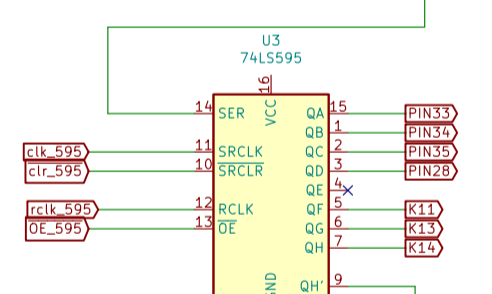 U3
74LS595
16
VCC
14 SER QA 15 PIN33
QB 1 PIN34
clk_595 11 SRCLK QC 2 PIN35
clr_595 10 SRCLR QD 3 PIN28
QE 4
rclk_595 12 RCLK QF 5 K11
OE_595 13 OE QG 6 K13
QH 7 K14
GND QH' 9